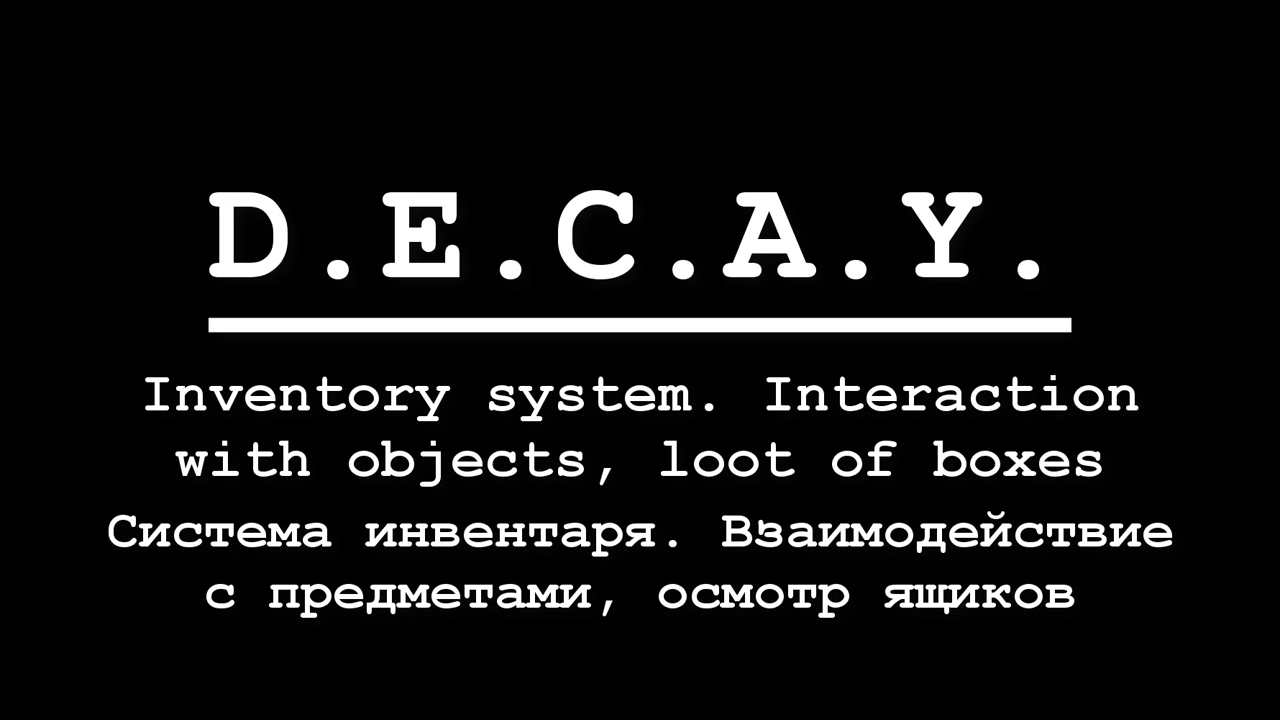 D.E.C.A.Y.
Inventory system. Interaction
with objects, loot of boxes
Система инвентаря. Взаимодействие
с предметами, осмотр ящиков